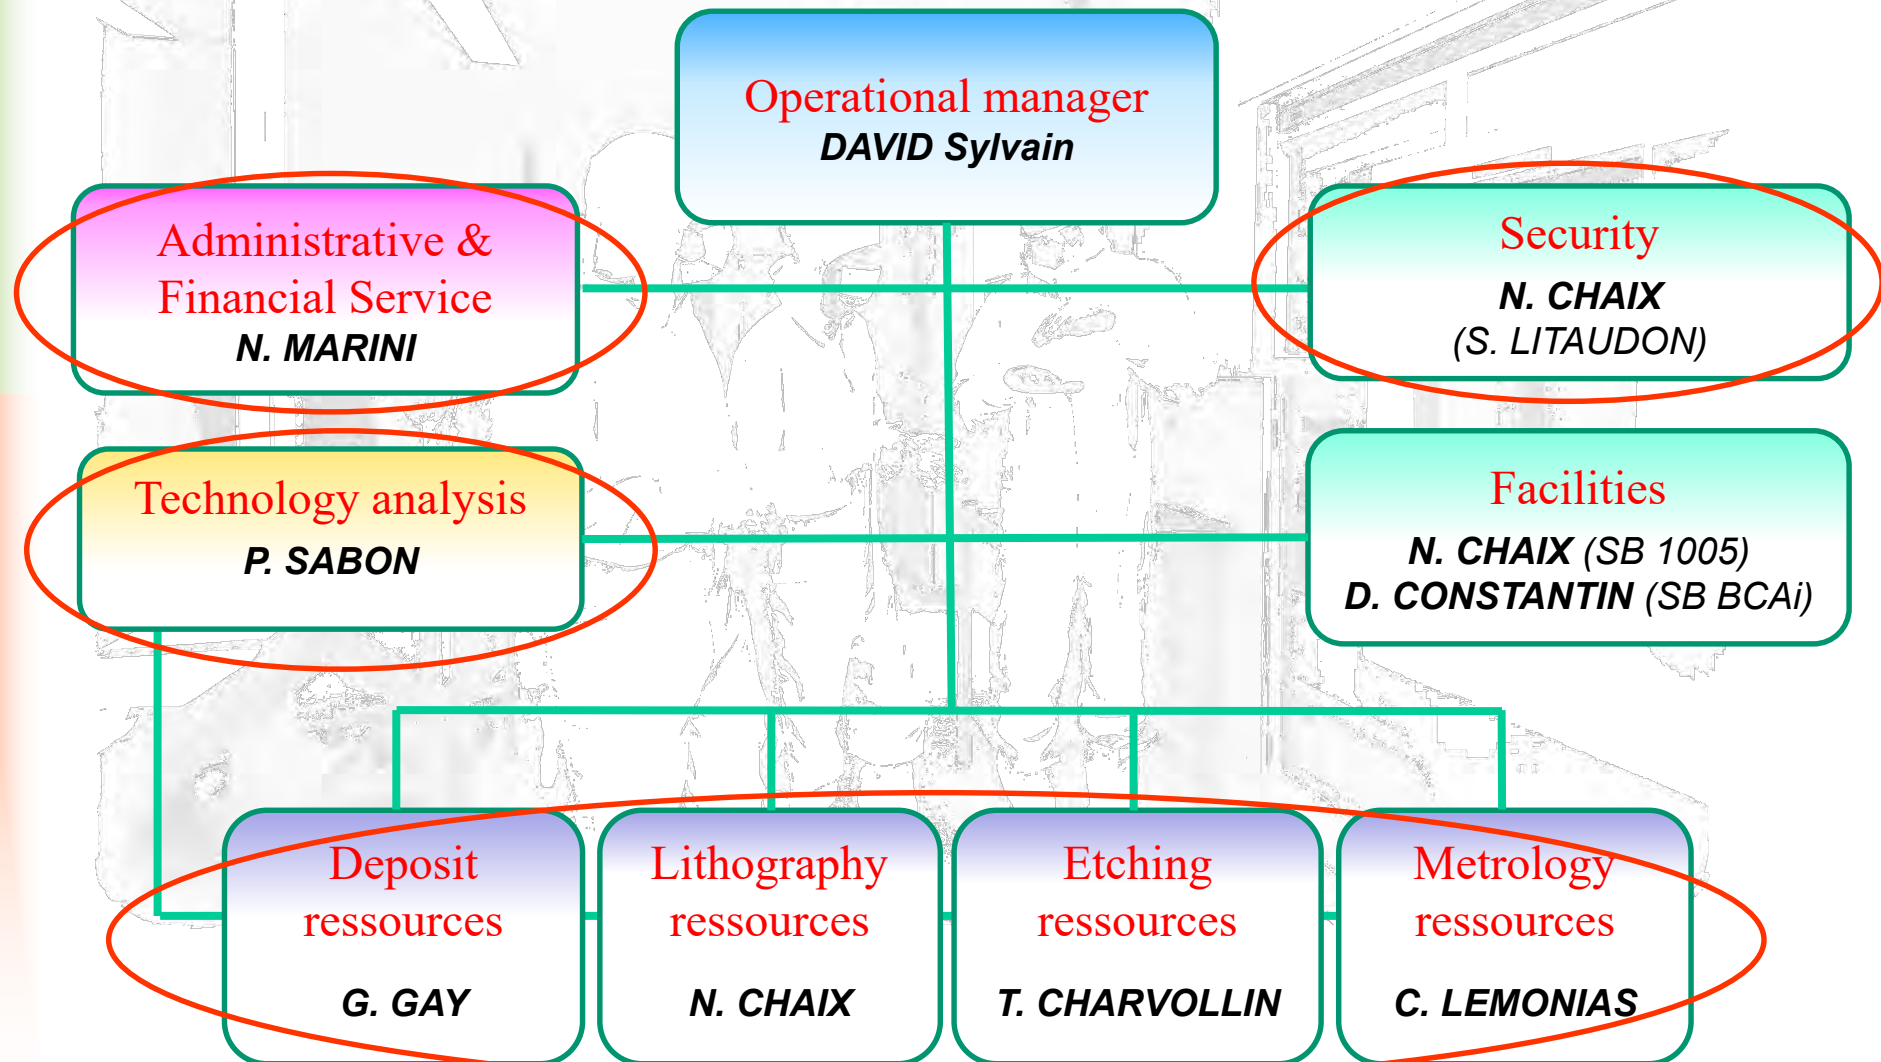 Operational manager
DAVID Sylvain
Administrative &
Financial Service
N. MARINI
Security
N. CHAIX
(S. LITAUDON)
Technology analysis
P. SABON
Facilities
N. CHAIX (SB 1005)
D. CONSTANTIN (SB BCAi)
Deposit
ressources
G. GAY
Lithography
ressources
N. CHAIX
Etching
ressources
T. CHARVOLLIN
Metrology
ressources
C. LEMONIAS